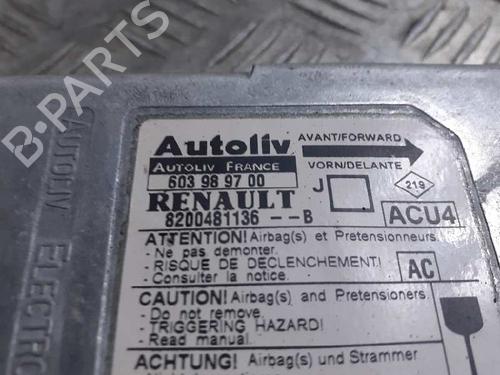 Autoliv
AUTOLIV FRANCE
603 98 97 00
AVANT/FORWARD
VORN/DELANTE
RENAULT
J
219
8200481136 --B
ACU4
ATTENTION! Airbag(s) et Pretensionneurs
- Ne pas demonter.
- RISQUE DE DECLENCHEMENT!
- Consulter la notice.
AC
CAUTION! Airbag(s) and Pretensioners
- Do not remove.
- TRIGGERING HAZARD!
- Read manual.
ACHTUNG! Airbag(s) und Strammer
AUTOLIV ELECTRO
B-PARTS